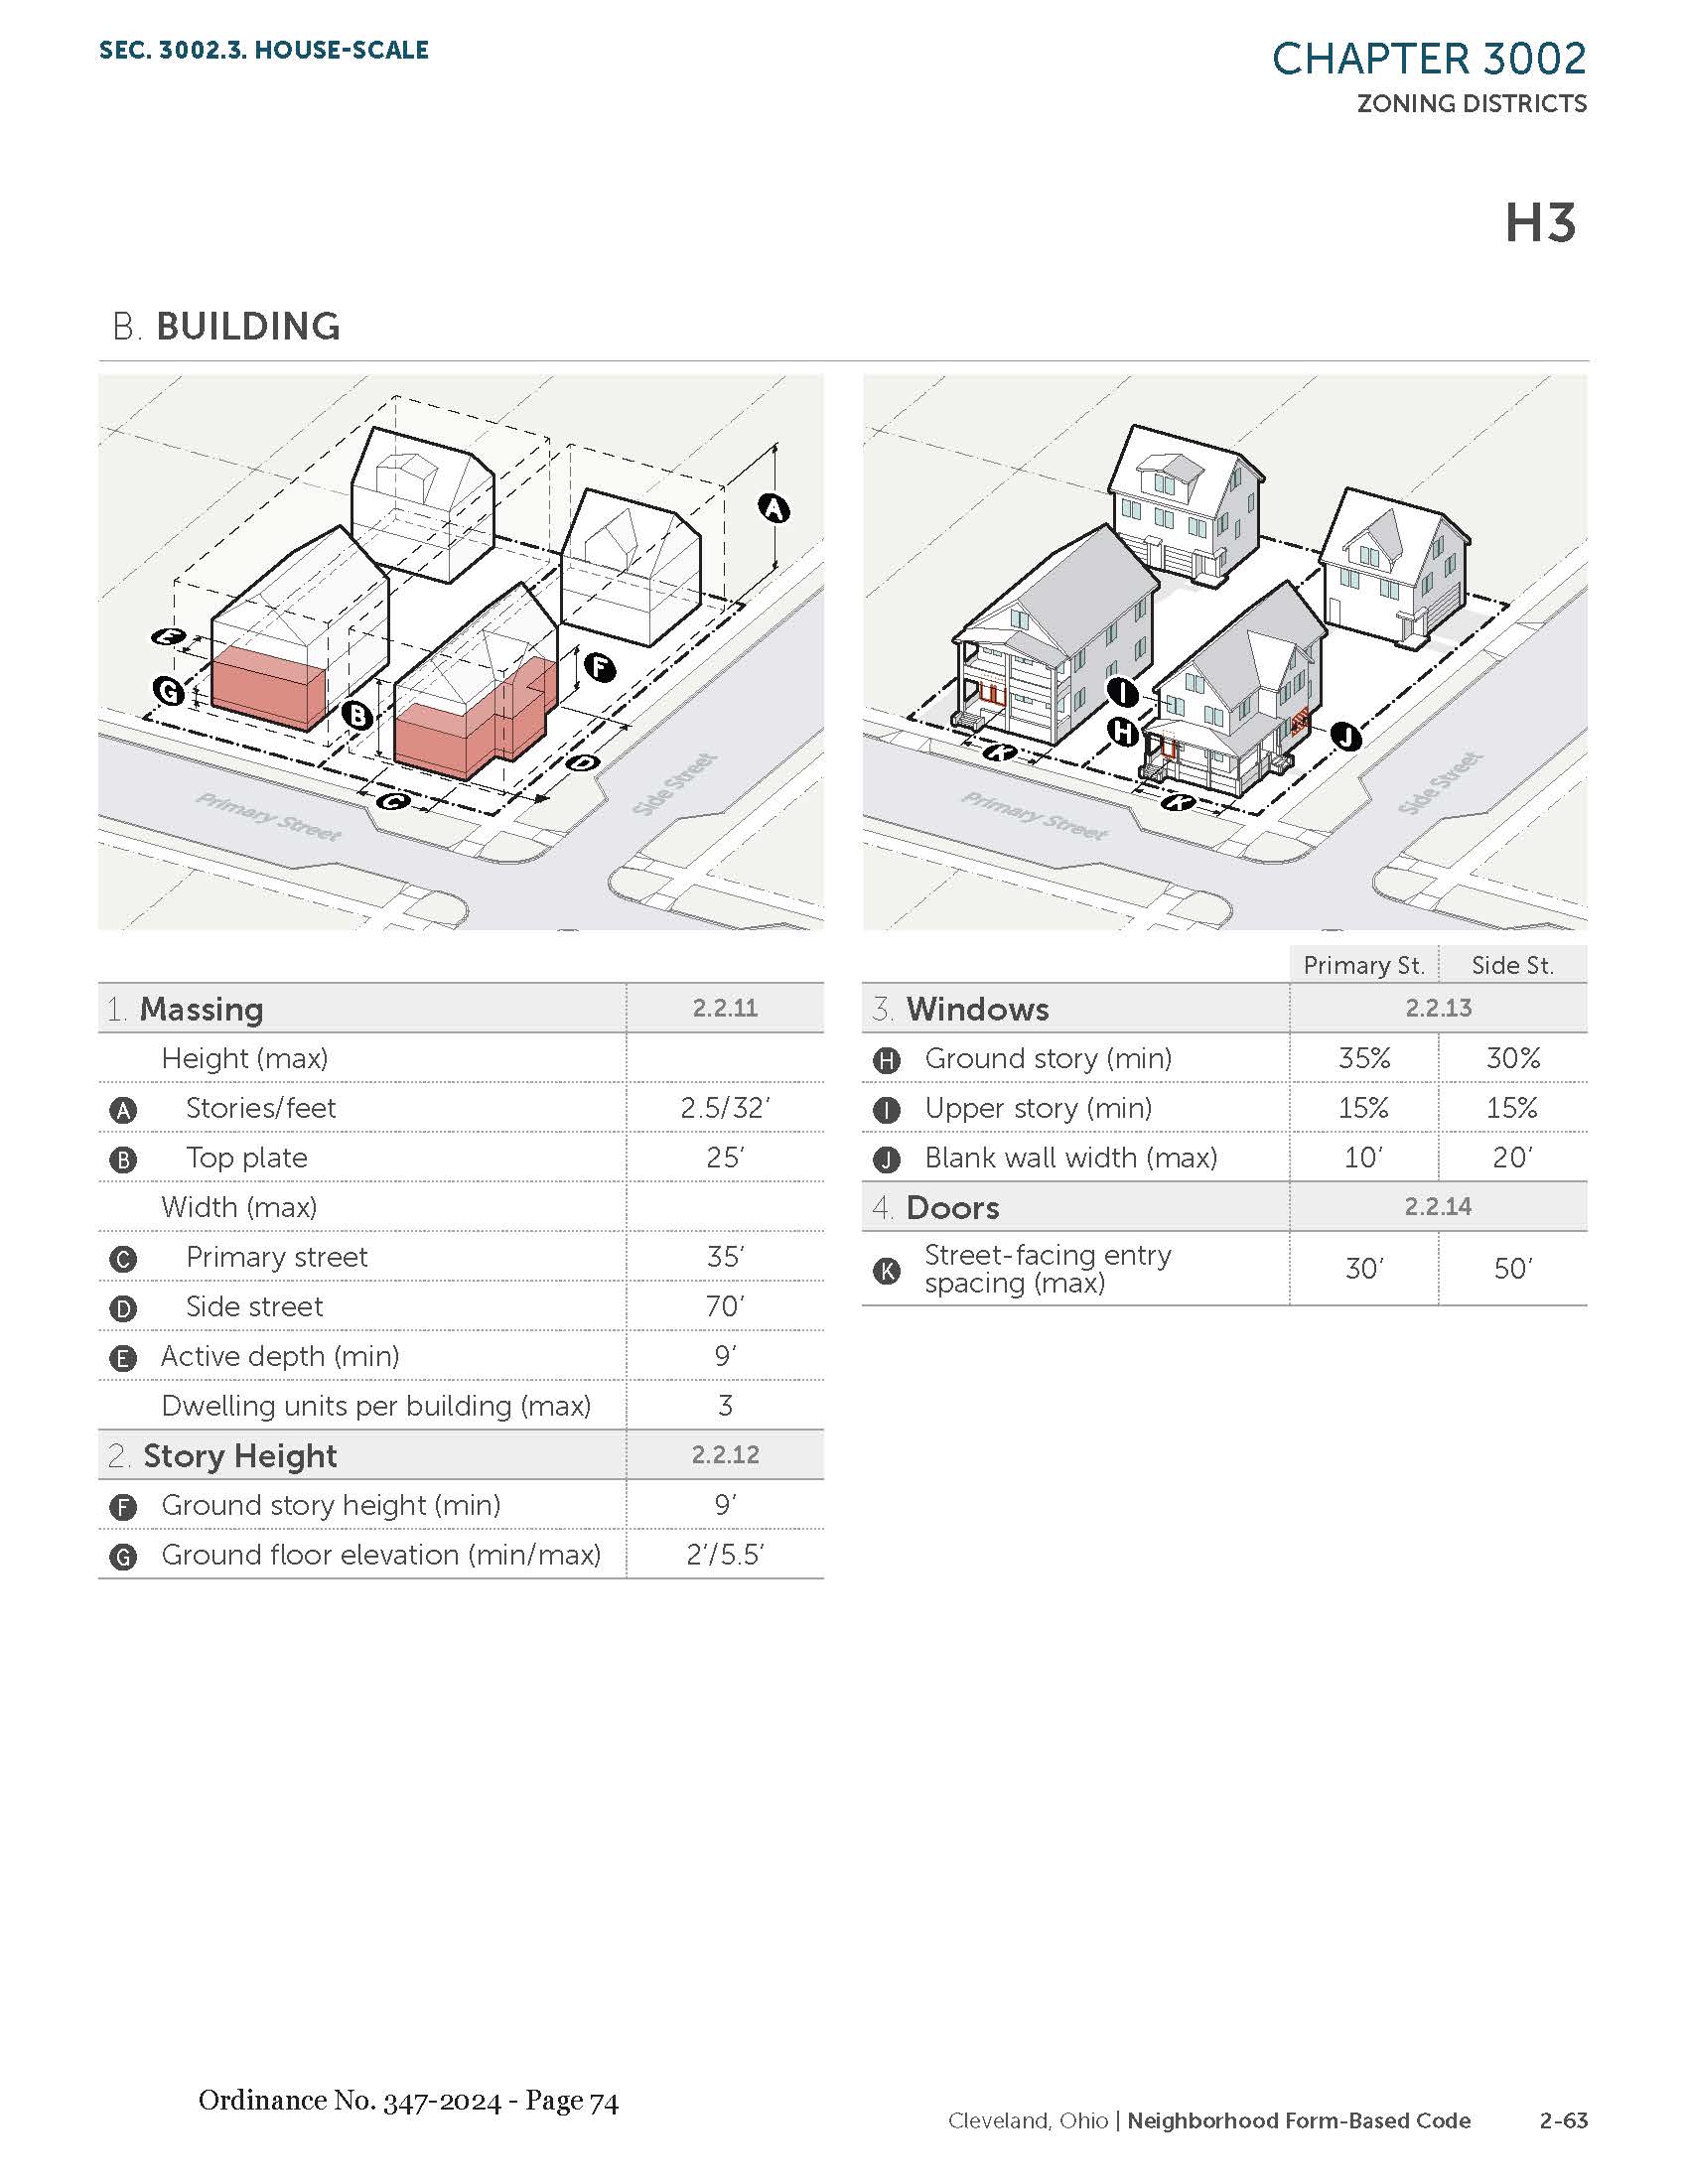 SEC. 3002.3. HOUSE-SCALE
CHAPTER 3002
ZONING DISTRICTS
H3
B. BUILDING
A
E
F
G
B
D
C
Primary Street
Side Street
I
H
J
K
K
Primary Street
Side Street
1. Massing 2.2.11
Height (max)
A Stories/feet 2.5/32′
B Top plate 25′
Width (max)
C Primary street 35′
D Side street 70′
E Active depth (min) 9′
Dwelling units per building (max) 3
2. Story Height 2.2.12
F Ground story height (min) 9′
G Ground floor elevation (min/max) 2′/5.5′
Primary St. Side St.
3. Windows 2.2.13
H Ground story (min) 35% 30%
I Upper story (min) 15% 15%
J Blank wall width (max) 10′ 20′
4. Doors 2.2.14
K Street-facing entry
spacing (max) 30′ 50′
Ordinance No. 347-2024 - Page 74
Cleveland, Ohio | Neighborhood Form-Based Code 2-63